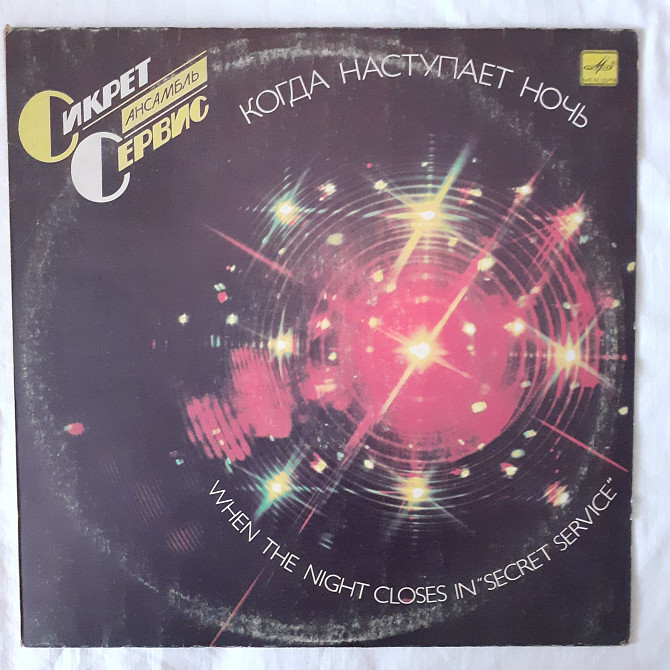 Сикрет
ансамбль
Сервис
КОГДА НАСТУПАЕТ НОЧЬ
МЕЛОДИЯ
WHEN THE NIGHT CLOSES IN "SECRET SERVICE"